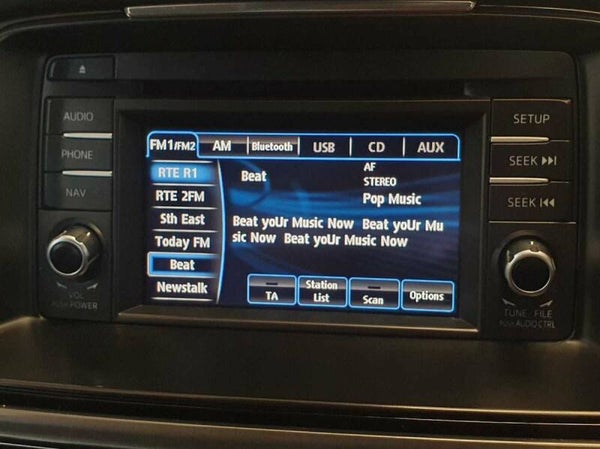 AUDIO
PHONE
NAV
VOL
PUSH POWER
FM1/FM2 AM Bluetooth USB CD AUX
RTE R1
RTE 2FM
Sth East
Today FM
Beat
Newstalk
Beat
AF
STEREO
Pop Music
Beat yoUr Music Now Beat yoUr Mu
sic Now Beat yoUr Music Now
TA
Station
List
Scan
Options
SETUP
SEEK
SEEK
TUNE FILE
PUSH AUDIO CTRL